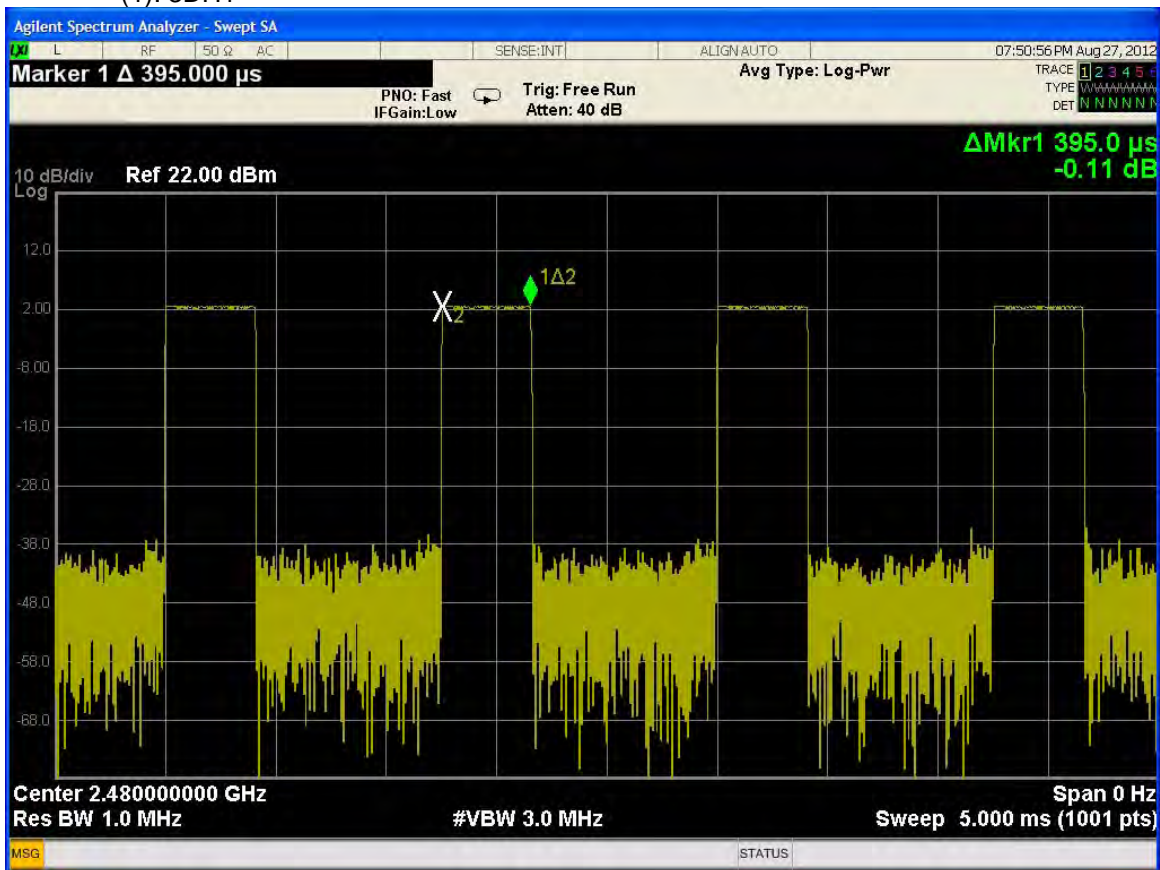 Agilent Spectrum Analyzer - Swept SA
LXI L RF 50 Ω AC SENSE:INT ALIGN AUTO 07:50:56 PM Aug 27, 2012
Marker 1 Δ 395.000 µs
PNO: Fast
IFGain:Low
Trig: Free Run
Atten: 40 dB
Avg Type: Log-Pwr
TRACE 1 2 3 4 5 6
TYPE
DET N N N N N N
ΔMkr1 395.0 µs
-0.11 dB
10 dB/div Ref 22.00 dBm
Log
12.0
1Δ2
2.00
X2
-8.00
-18.0
-28.0
-38.0
-48.0
-58.0
-68.0
Center 2.480000000 GHz Span 0 Hz
Res BW 1.0 MHz #VBW 3.0 MHz Sweep 5.000 ms (1001 pts)
MSG STATUS